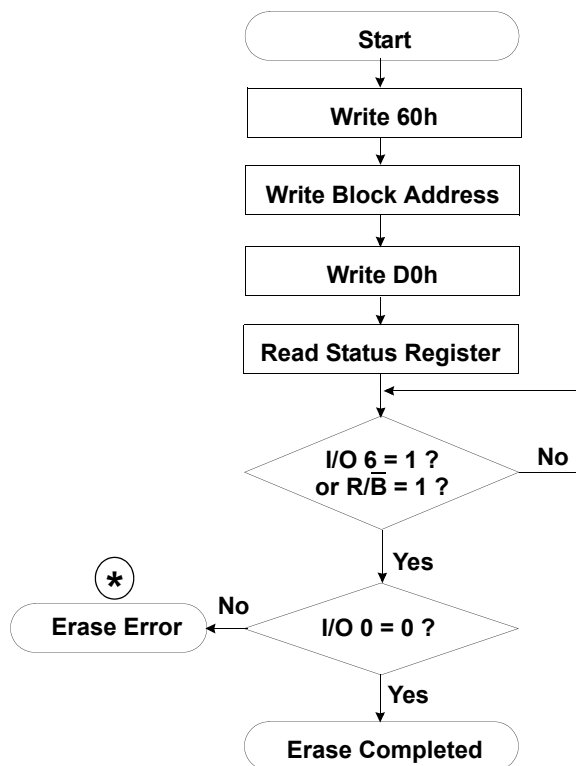 Start
Write 60h
Write Block Address
Write D0h
Read Status Register
I/O 6 = 1 ?
or R/B̅ = 1 ?
No
Yes
*
No
Erase Error
I/O 0 = 0 ?
Yes
Erase Completed